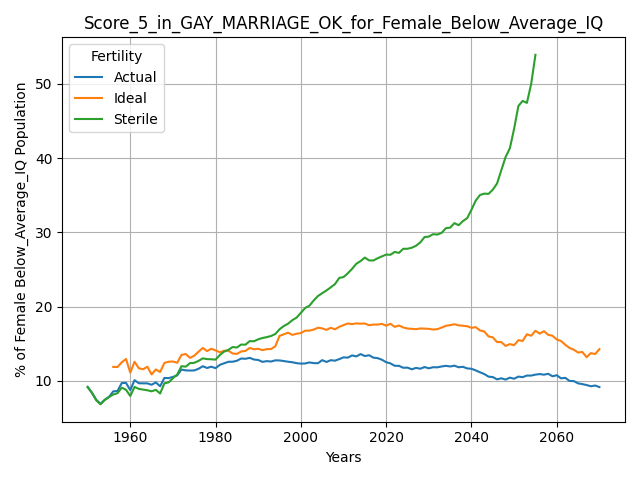 Score_5_in_GAY_MARRIAGE_OK_for_Female_Below_Average_IQ
Fertility
Actual
Ideal
Sterile
% of Female Below_Average_IQ Population
50
40
30
20
10
1960
1980
2000
2020
2040
2060
Years